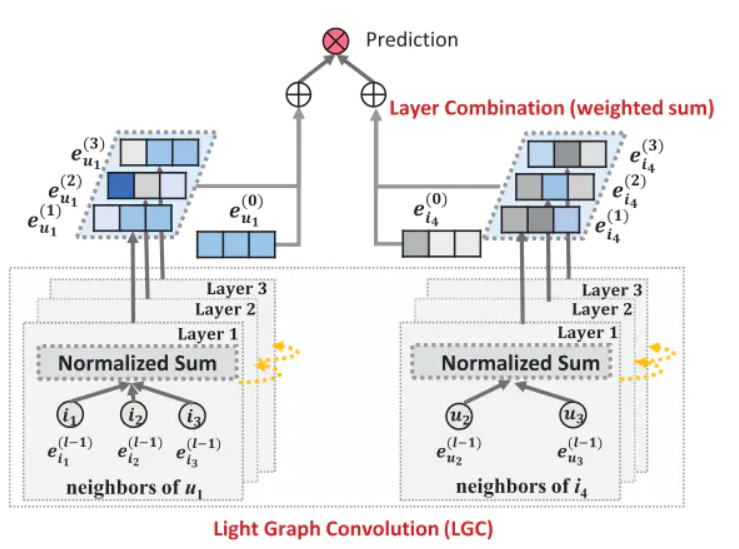 Prediction
Layer Combination (weighted sum)
e_{u_1}^{(3)}
e_{u_1}^{(2)}
e_{u_1}^{(1)}
e_{u_1}^{(0)}
e_{i_4}^{(0)}
e_{i_4}^{(3)}
e_{i_4}^{(2)}
e_{i_4}^{(1)}
Layer 3
Layer 2
Layer 1
Normalized Sum
i_1 i_2 i_3
e_{i_1}^{(l-1)} e_{i_2}^{(l-1)} e_{i_3}^{(l-1)}
neighbors of u_1
Layer 3
Layer 2
Layer 1
Normalized Sum
u_2 u_3
e_{u_2}^{(l-1)} e_{u_3}^{(l-1)}
neighbors of i_4
Light Graph Convolution (LGC)